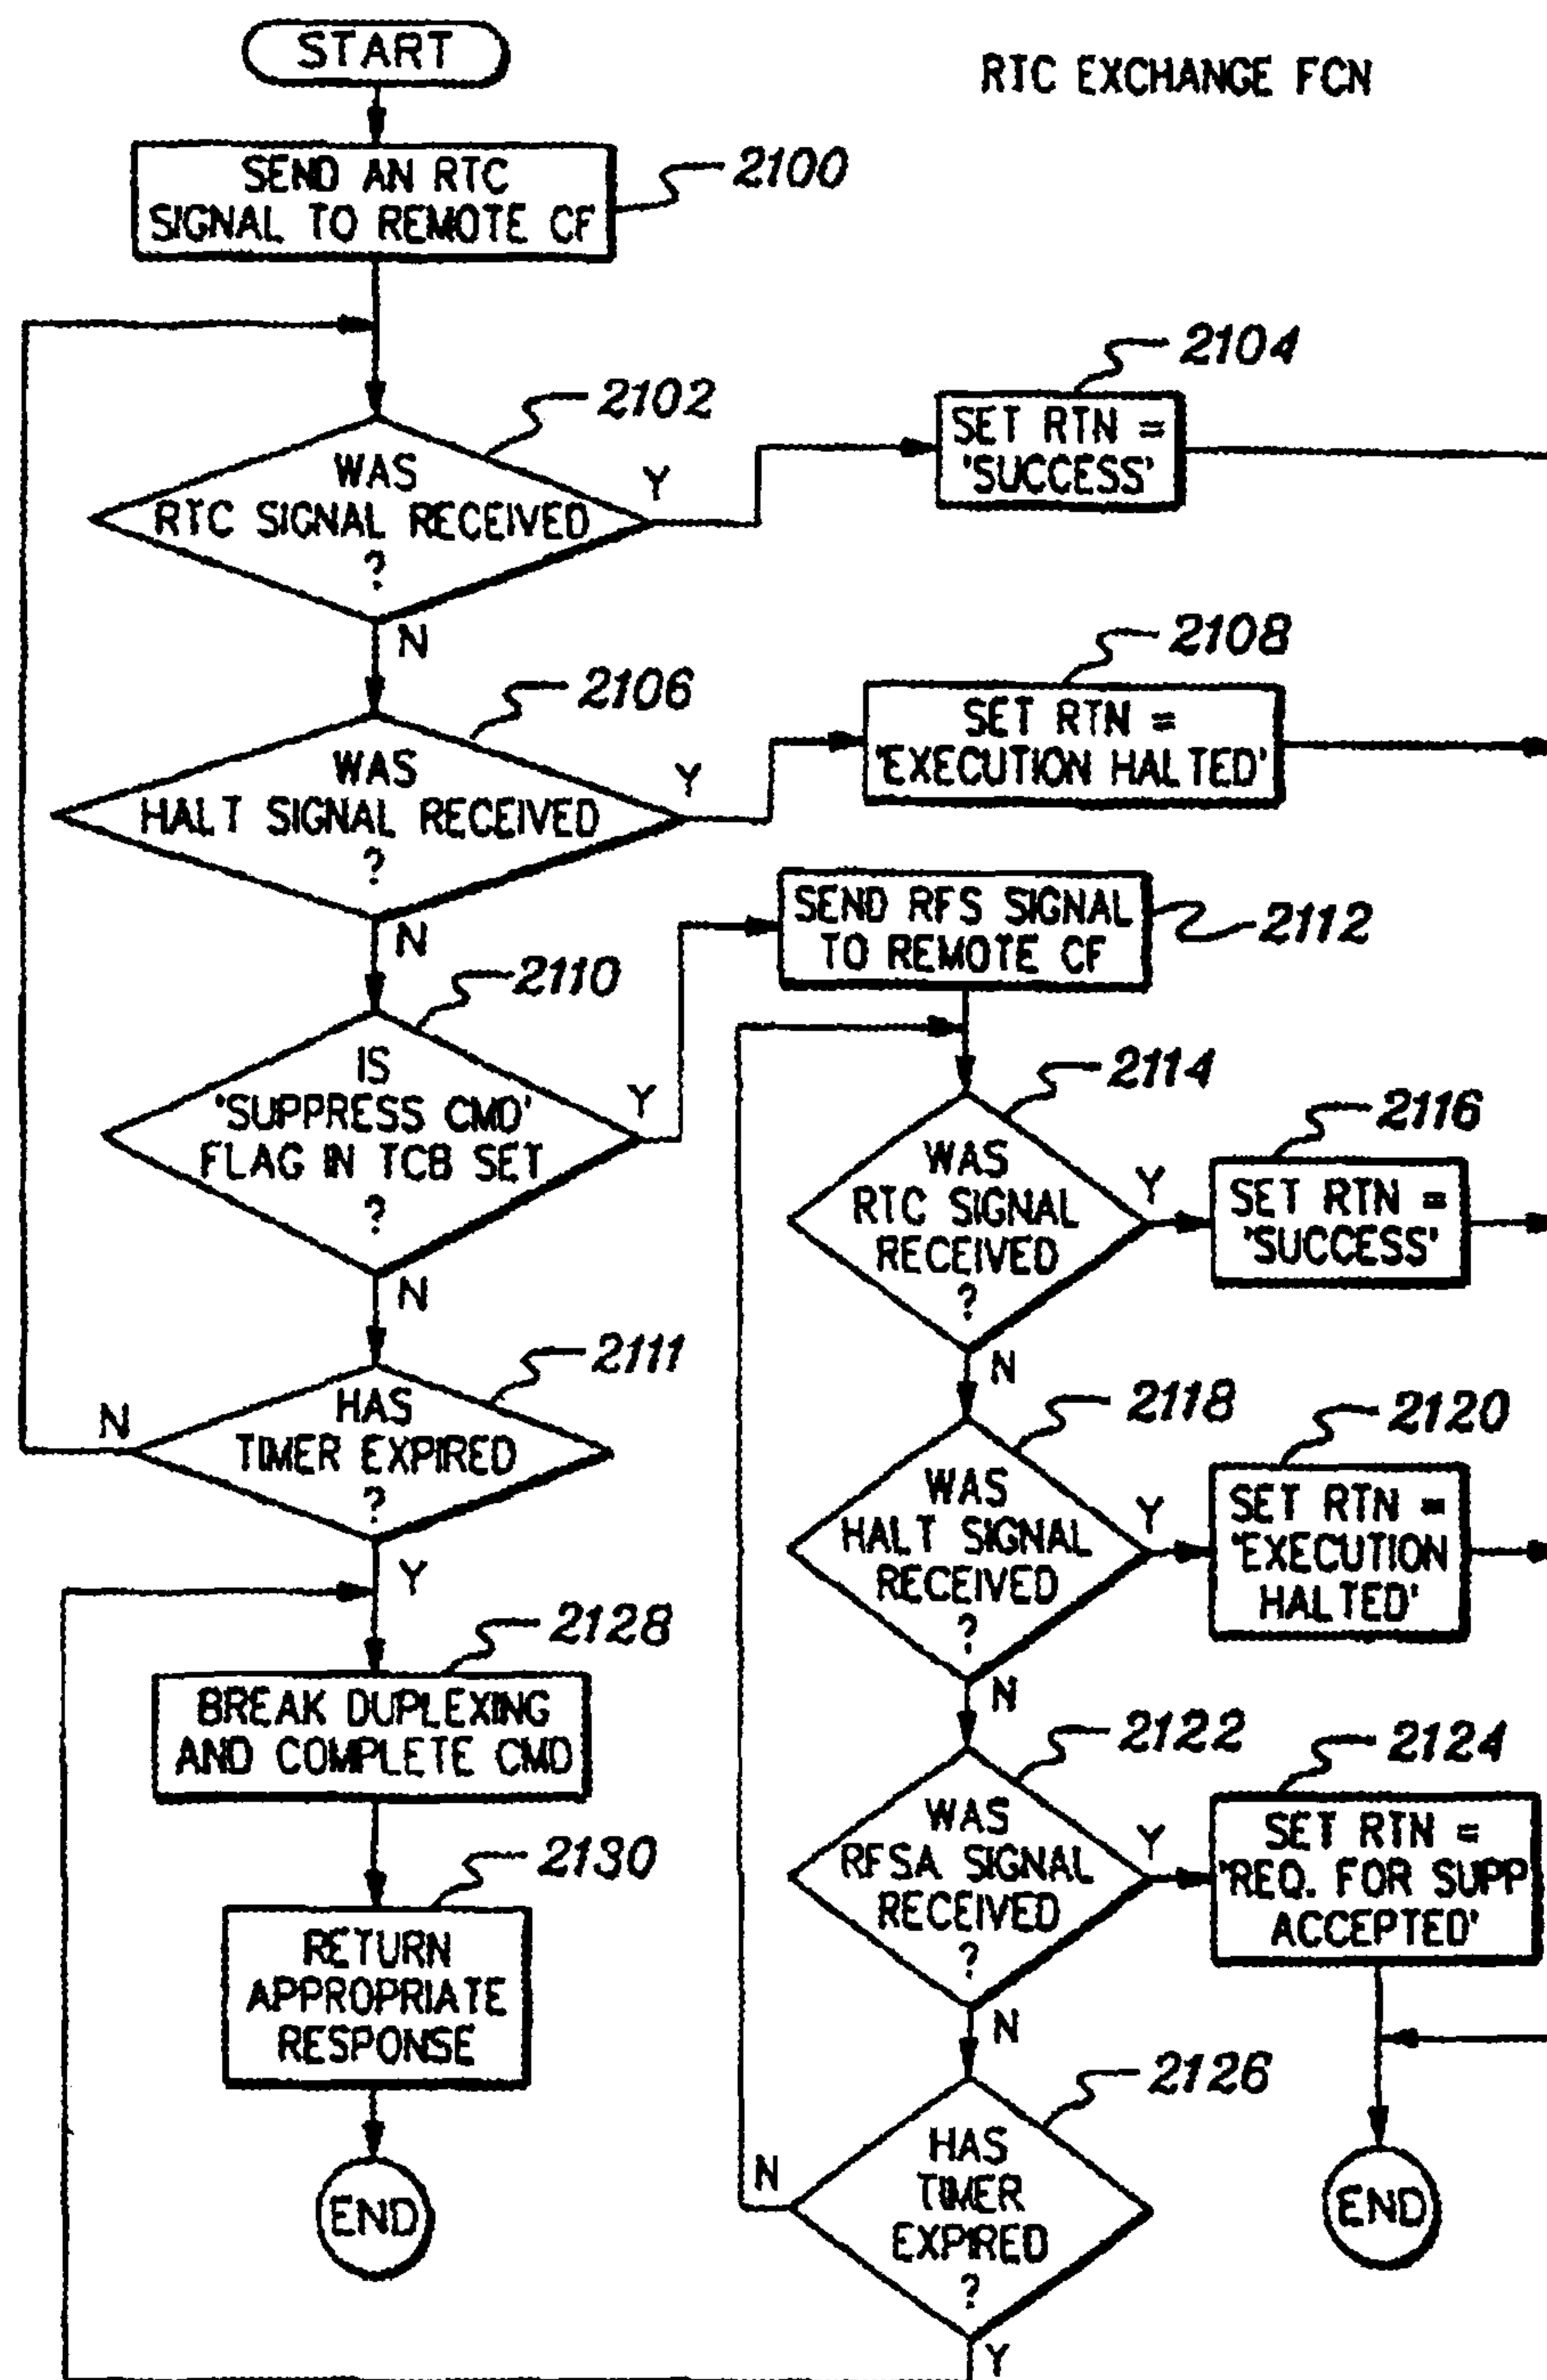 START
RTC EXCHANGE FCN
SEND AN RTC
SIGNAL TO REMOTE CF
2100
2102
WAS
RTC SIGNAL RECEIVED
?
Y
N
2104
SET RTN =
'SUCCESS'
2106
WAS
HALT SIGNAL RECEIVED
?
Y
N
2108
SET RTN =
'EXECUTION HALTED'
2110
IS
'SUPPRESS CMD'
FLAG IN TCB SET
?
Y
N
SEND RFS SIGNAL
TO REMOTE CF
2112
2111
HAS
TIMER EXPIRED
?
N
Y
2114
WAS
RTC SIGNAL
RECEIVED
?
Y
N
2116
SET RTN =
'SUCCESS'
2118
WAS
HALT SIGNAL
RECEIVED
?
Y
N
2120
SET RTN =
'EXECUTION
HALTED'
2122
WAS
RFSA SIGNAL
RECEIVED
?
Y
N
2124
SET RTN =
'REQ. FOR SUPP
ACCEPTED'
2126
HAS
TIMER
EXPIRED
?
N
Y
2128
BREAK DUPLEXING
AND COMPLETE CMD
2130
RETURN
APPROPRIATE
RESPONSE
END
END